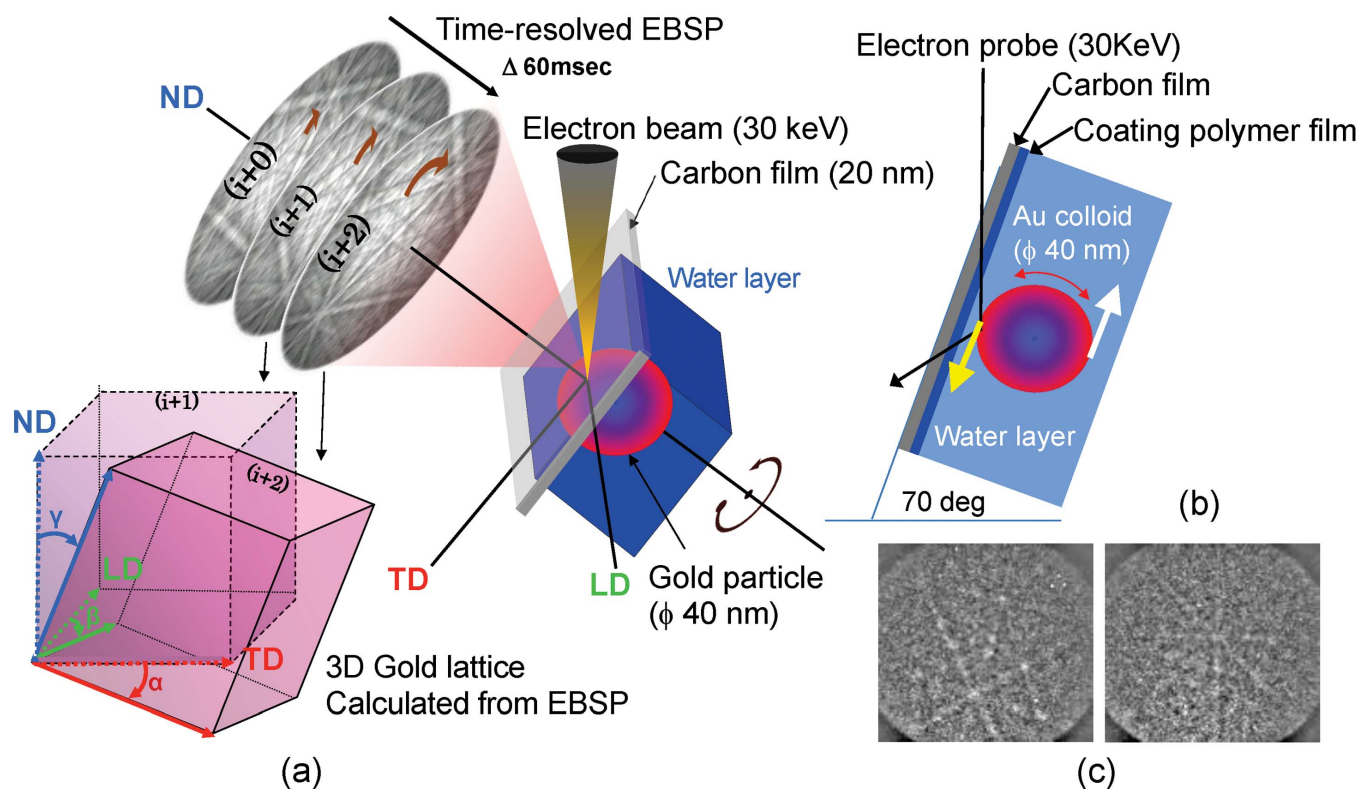 Time-resolved EBSP
Δ 60msec
ND
(i+0)
(i+1)
(i+2)
Electron beam (30 keV)
Carbon film (20 nm)
Water layer
TD
LD
Gold particle
(ϕ 40 nm)
ND
(i+1)
(i+2)
γ
LD
β
TD
α
3D Gold lattice
Calculated from EBSP
(a)
Electron probe (30KeV)
Carbon film
Coating polymer film
Au colloid
(ϕ 40 nm)
Water layer
70 deg
(b)
(c)